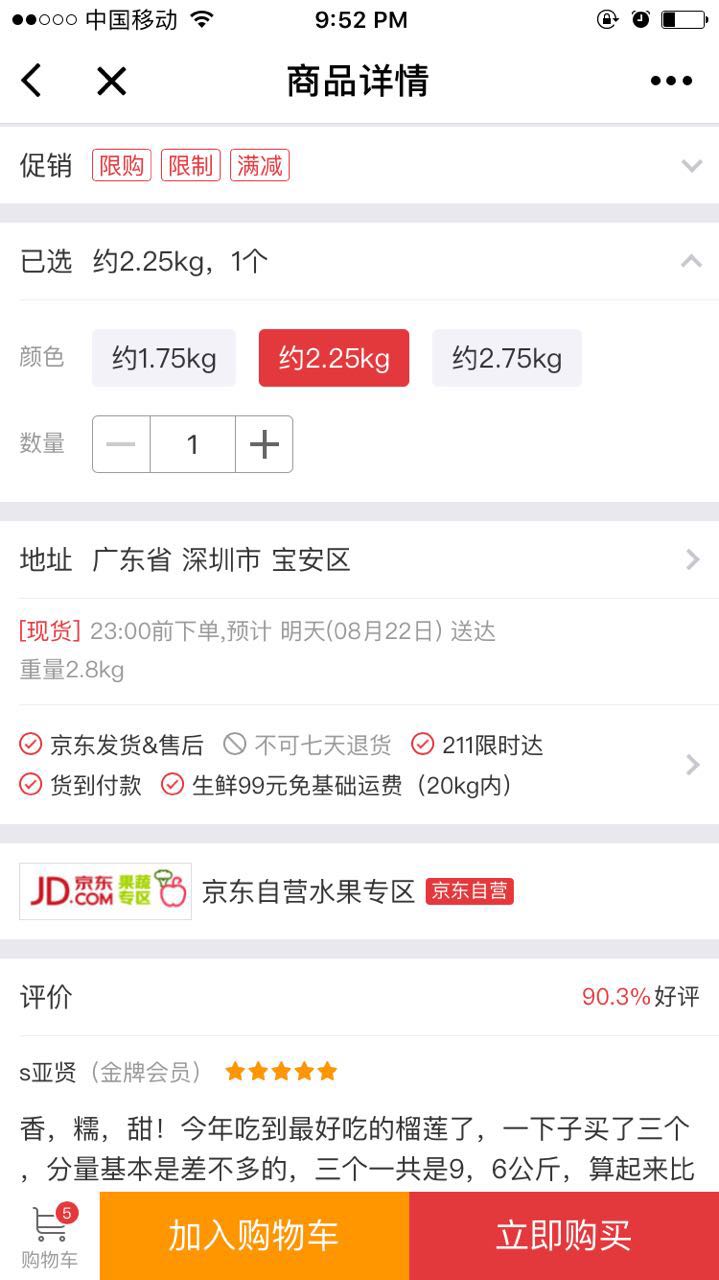 中国移动 9:52 PM
商品详情
促销 限购 限制 满减
已选 约2.25kg，1个
颜色 约1.75kg 约2.25kg 约2.75kg
数量 1
地址 广东省 深圳市 宝安区
[现货] 23:00前下单,预计 明天(08月22日) 送达
重量2.8kg
京东发货&售后 不可七天退货 211限时达
货到付款 生鲜99元免基础运费（20kg内）
JD.COM 京东 果蔬专区 京东自营水果专区 京东自营
评价 90.3%好评
s亚贤（金牌会员）
香，糯，甜！今年吃到最好吃的榴莲了，一下子买了三个
，分量基本是差不多的，三个一共是9，6公斤，算起来比
5
购物车 加入购物车 立即购买